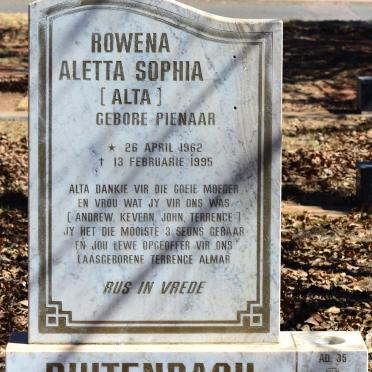 ROWENA
ALETTA SOPHIA
[ALTA]
GEBORE PIENAAR
★ 26 APRIL 1962
† 13 FEBRUARIE 1995
ALTA DANKIE VIR DIE GOEIE MOEDER
EN VROU WAT JY VIR ONS WAS
[ANDREW, KEVERN, JOHN, TERRENCE]
JY HET DIE MOOISTE 3 SEUNS GEBAAR
EN JOU LEWE OPGEOFFER VIR ONS
LAASGEBORENE TERRENCE ALMAR
RUS IN VREDE
AD. 35